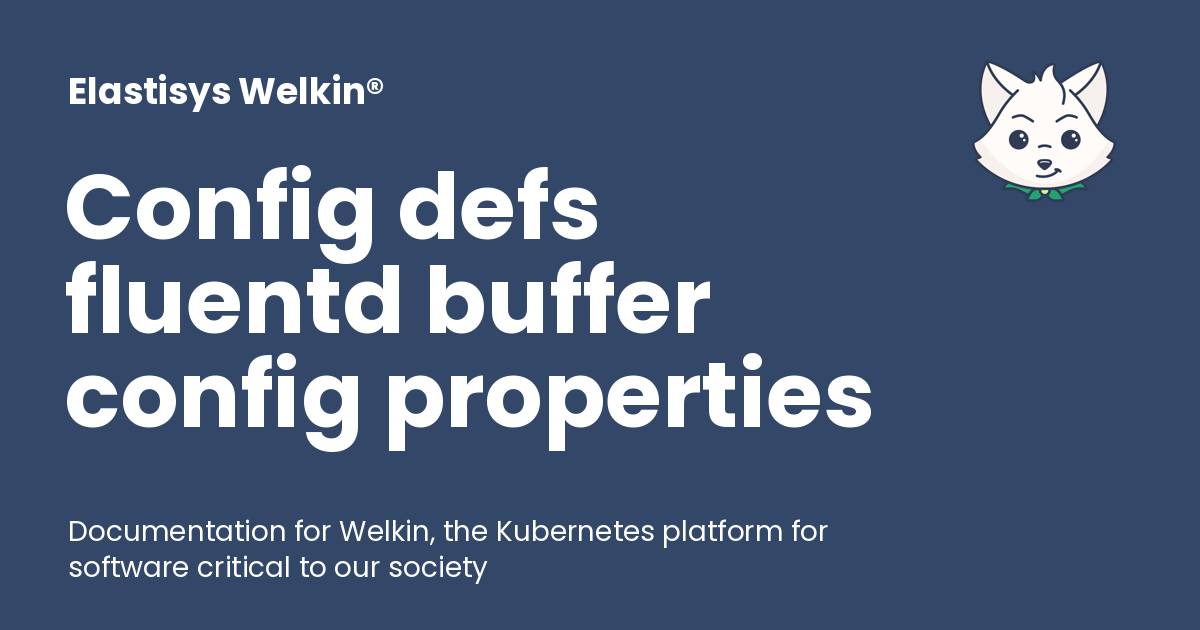 Elastisys Welkin®
Config defs
fluentd buffer
config properties
Documentation for Welkin, the Kubernetes platform for
software critical to our society